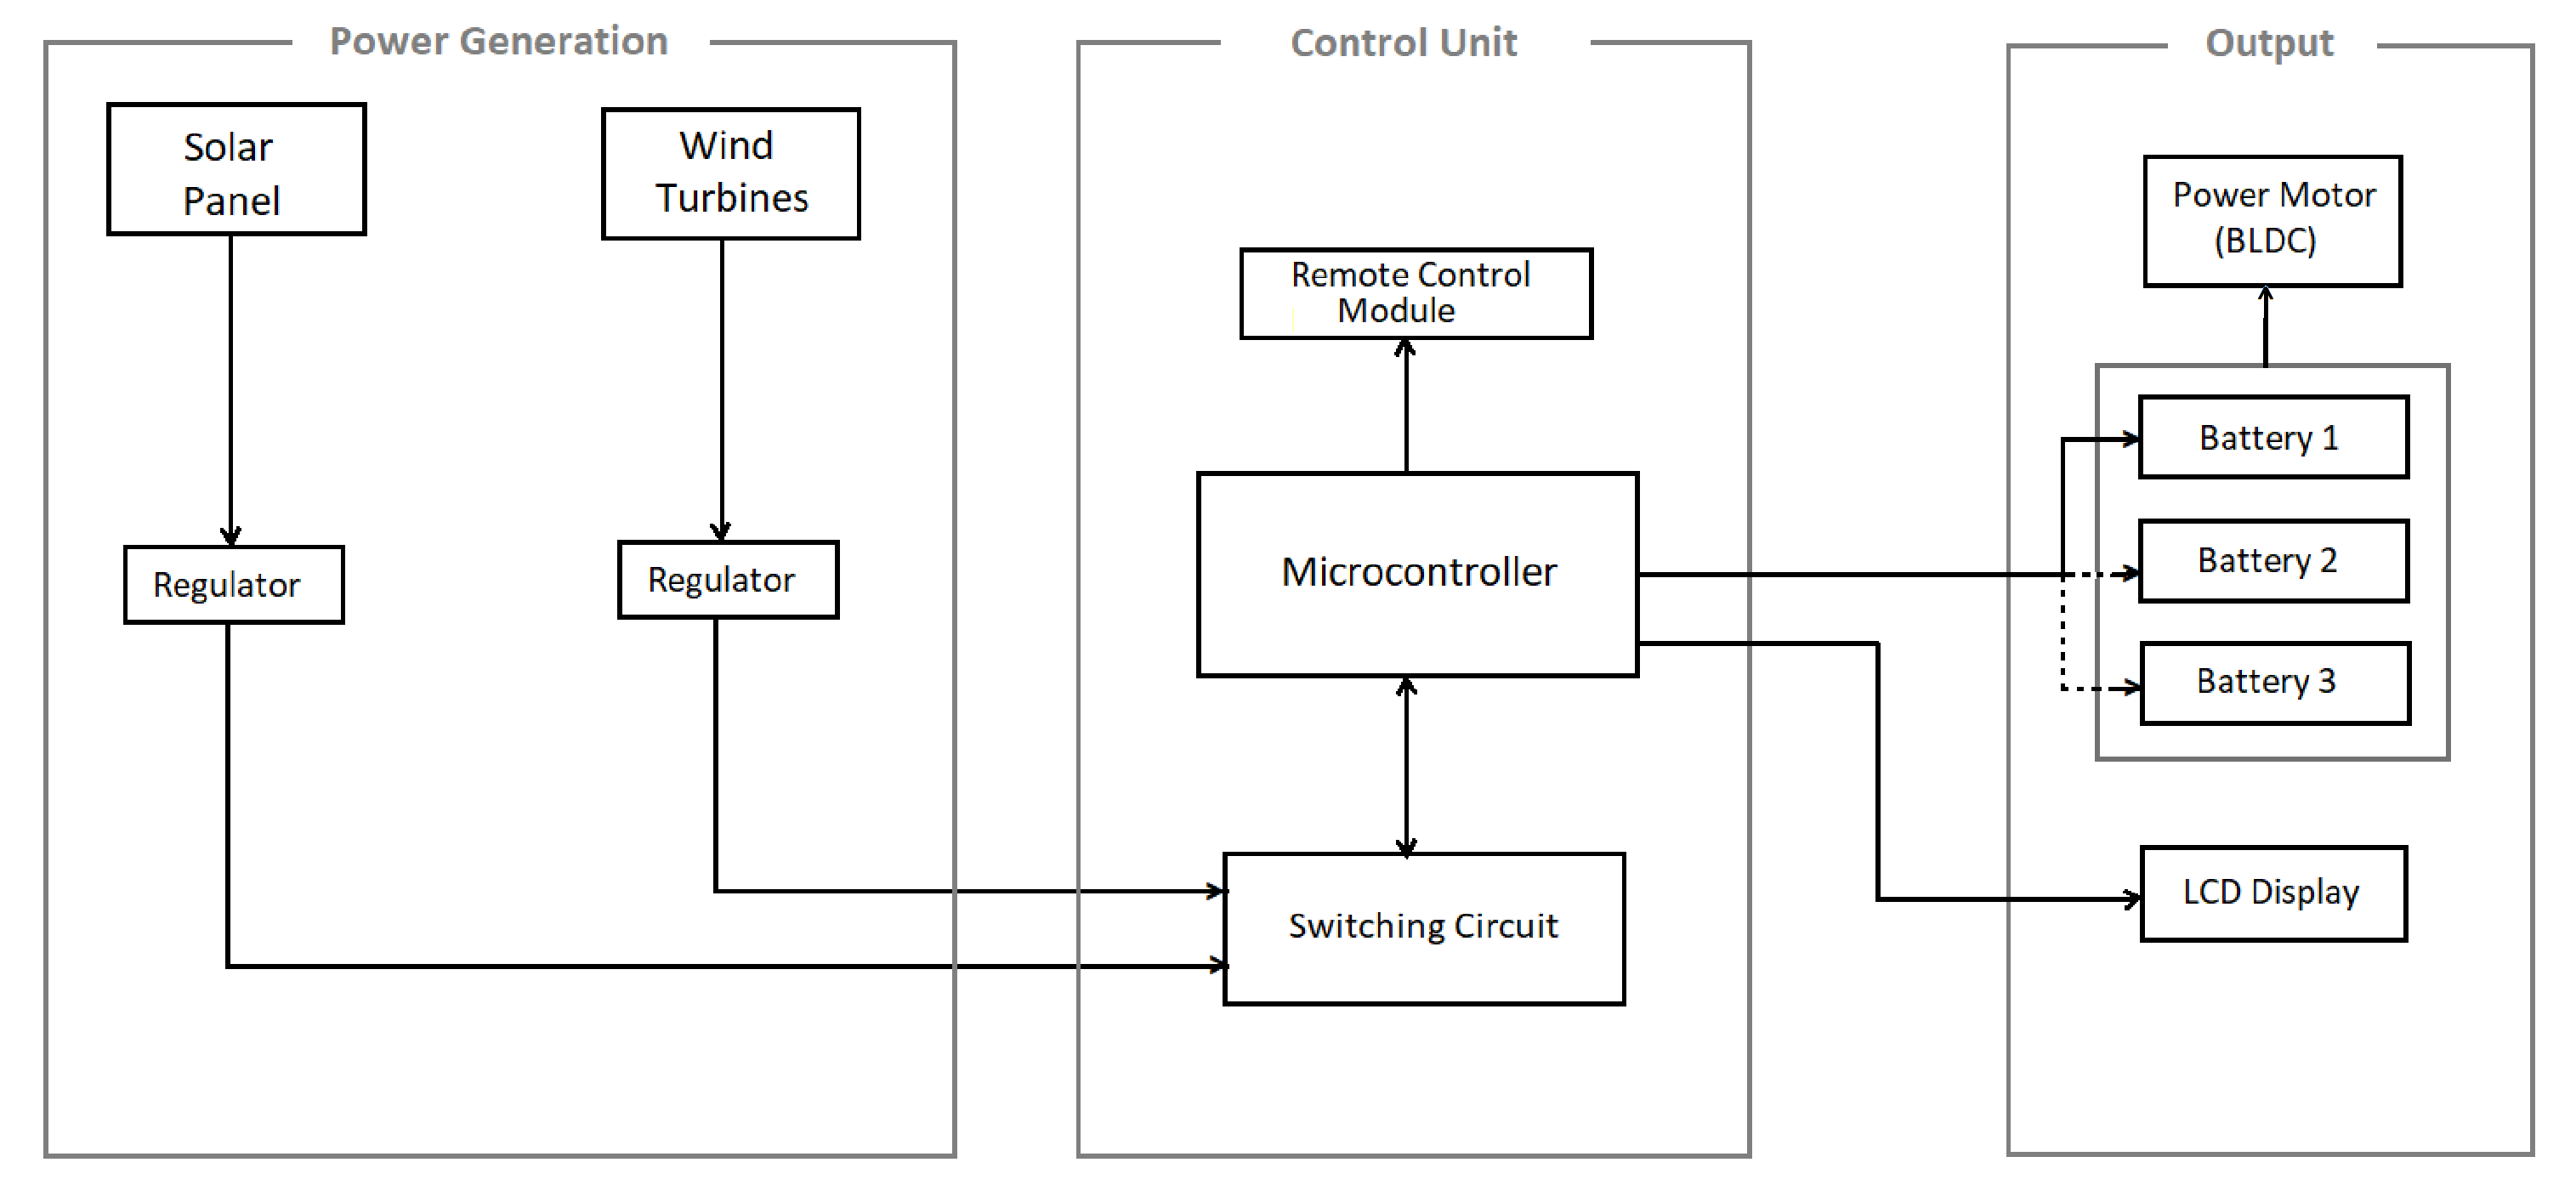 Power Generation
Solar
Panel
Wind
Turbines
Regulator
Regulator
Control Unit
Remote Control
Module
Microcontroller
Switching Circuit
Output
Power Motor
(BLDC)
Battery 1
Battery 2
Battery 3
LCD Display